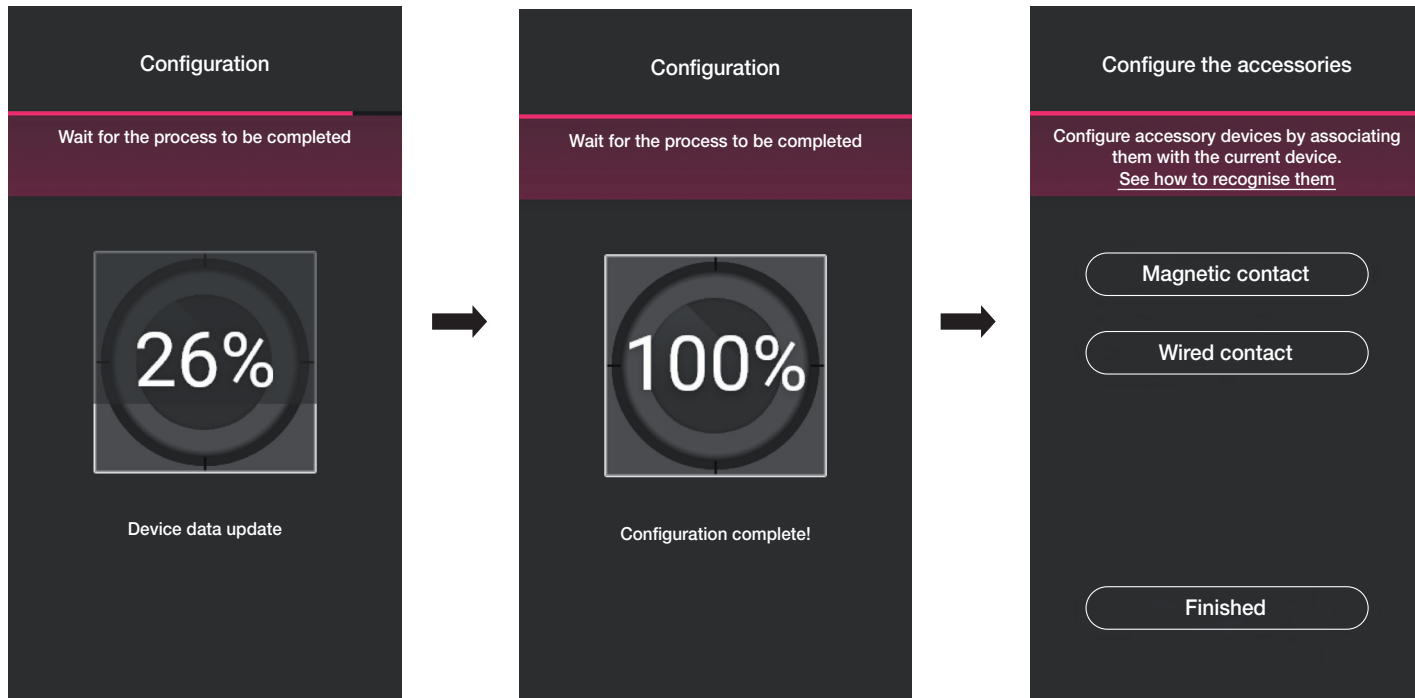 Configuration
Wait for the process to be completed
26%
Device data update
Configuration
Wait for the process to be completed
100%
Configuration complete!
Configure the accessories
Configure accessory devices by associating
them with the current device.
See how to recognise them
Magnetic contact
Wired contact
Finished